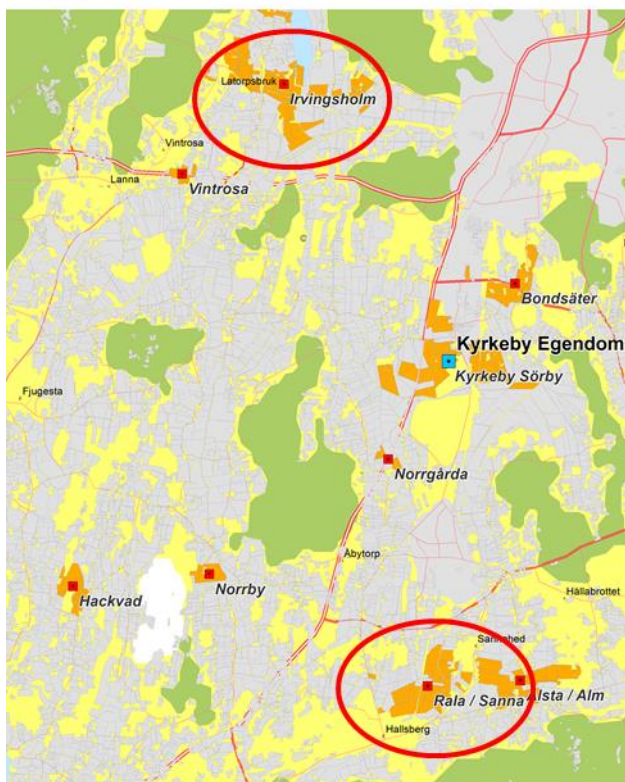 Latorpsbruk
Irvingsholm
Vintrosa
Lanna
Vintrosa
C
Bondsäter
Kyrkeby Egendom
Kyrkeby Sörby
Fjugesta
Norrgårda
Åbytorp
Norrby
Hackvad
Hällabrottet
Sannahed
Rala / Sanna
Alsta / Alm
Hallsberg